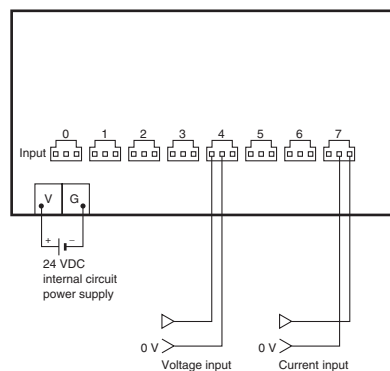 0 1 2 3 4 5 6 7
Input
V G
+ −
24 VDC
internal circuit
power supply
0 V 0 V
Voltage input Current input